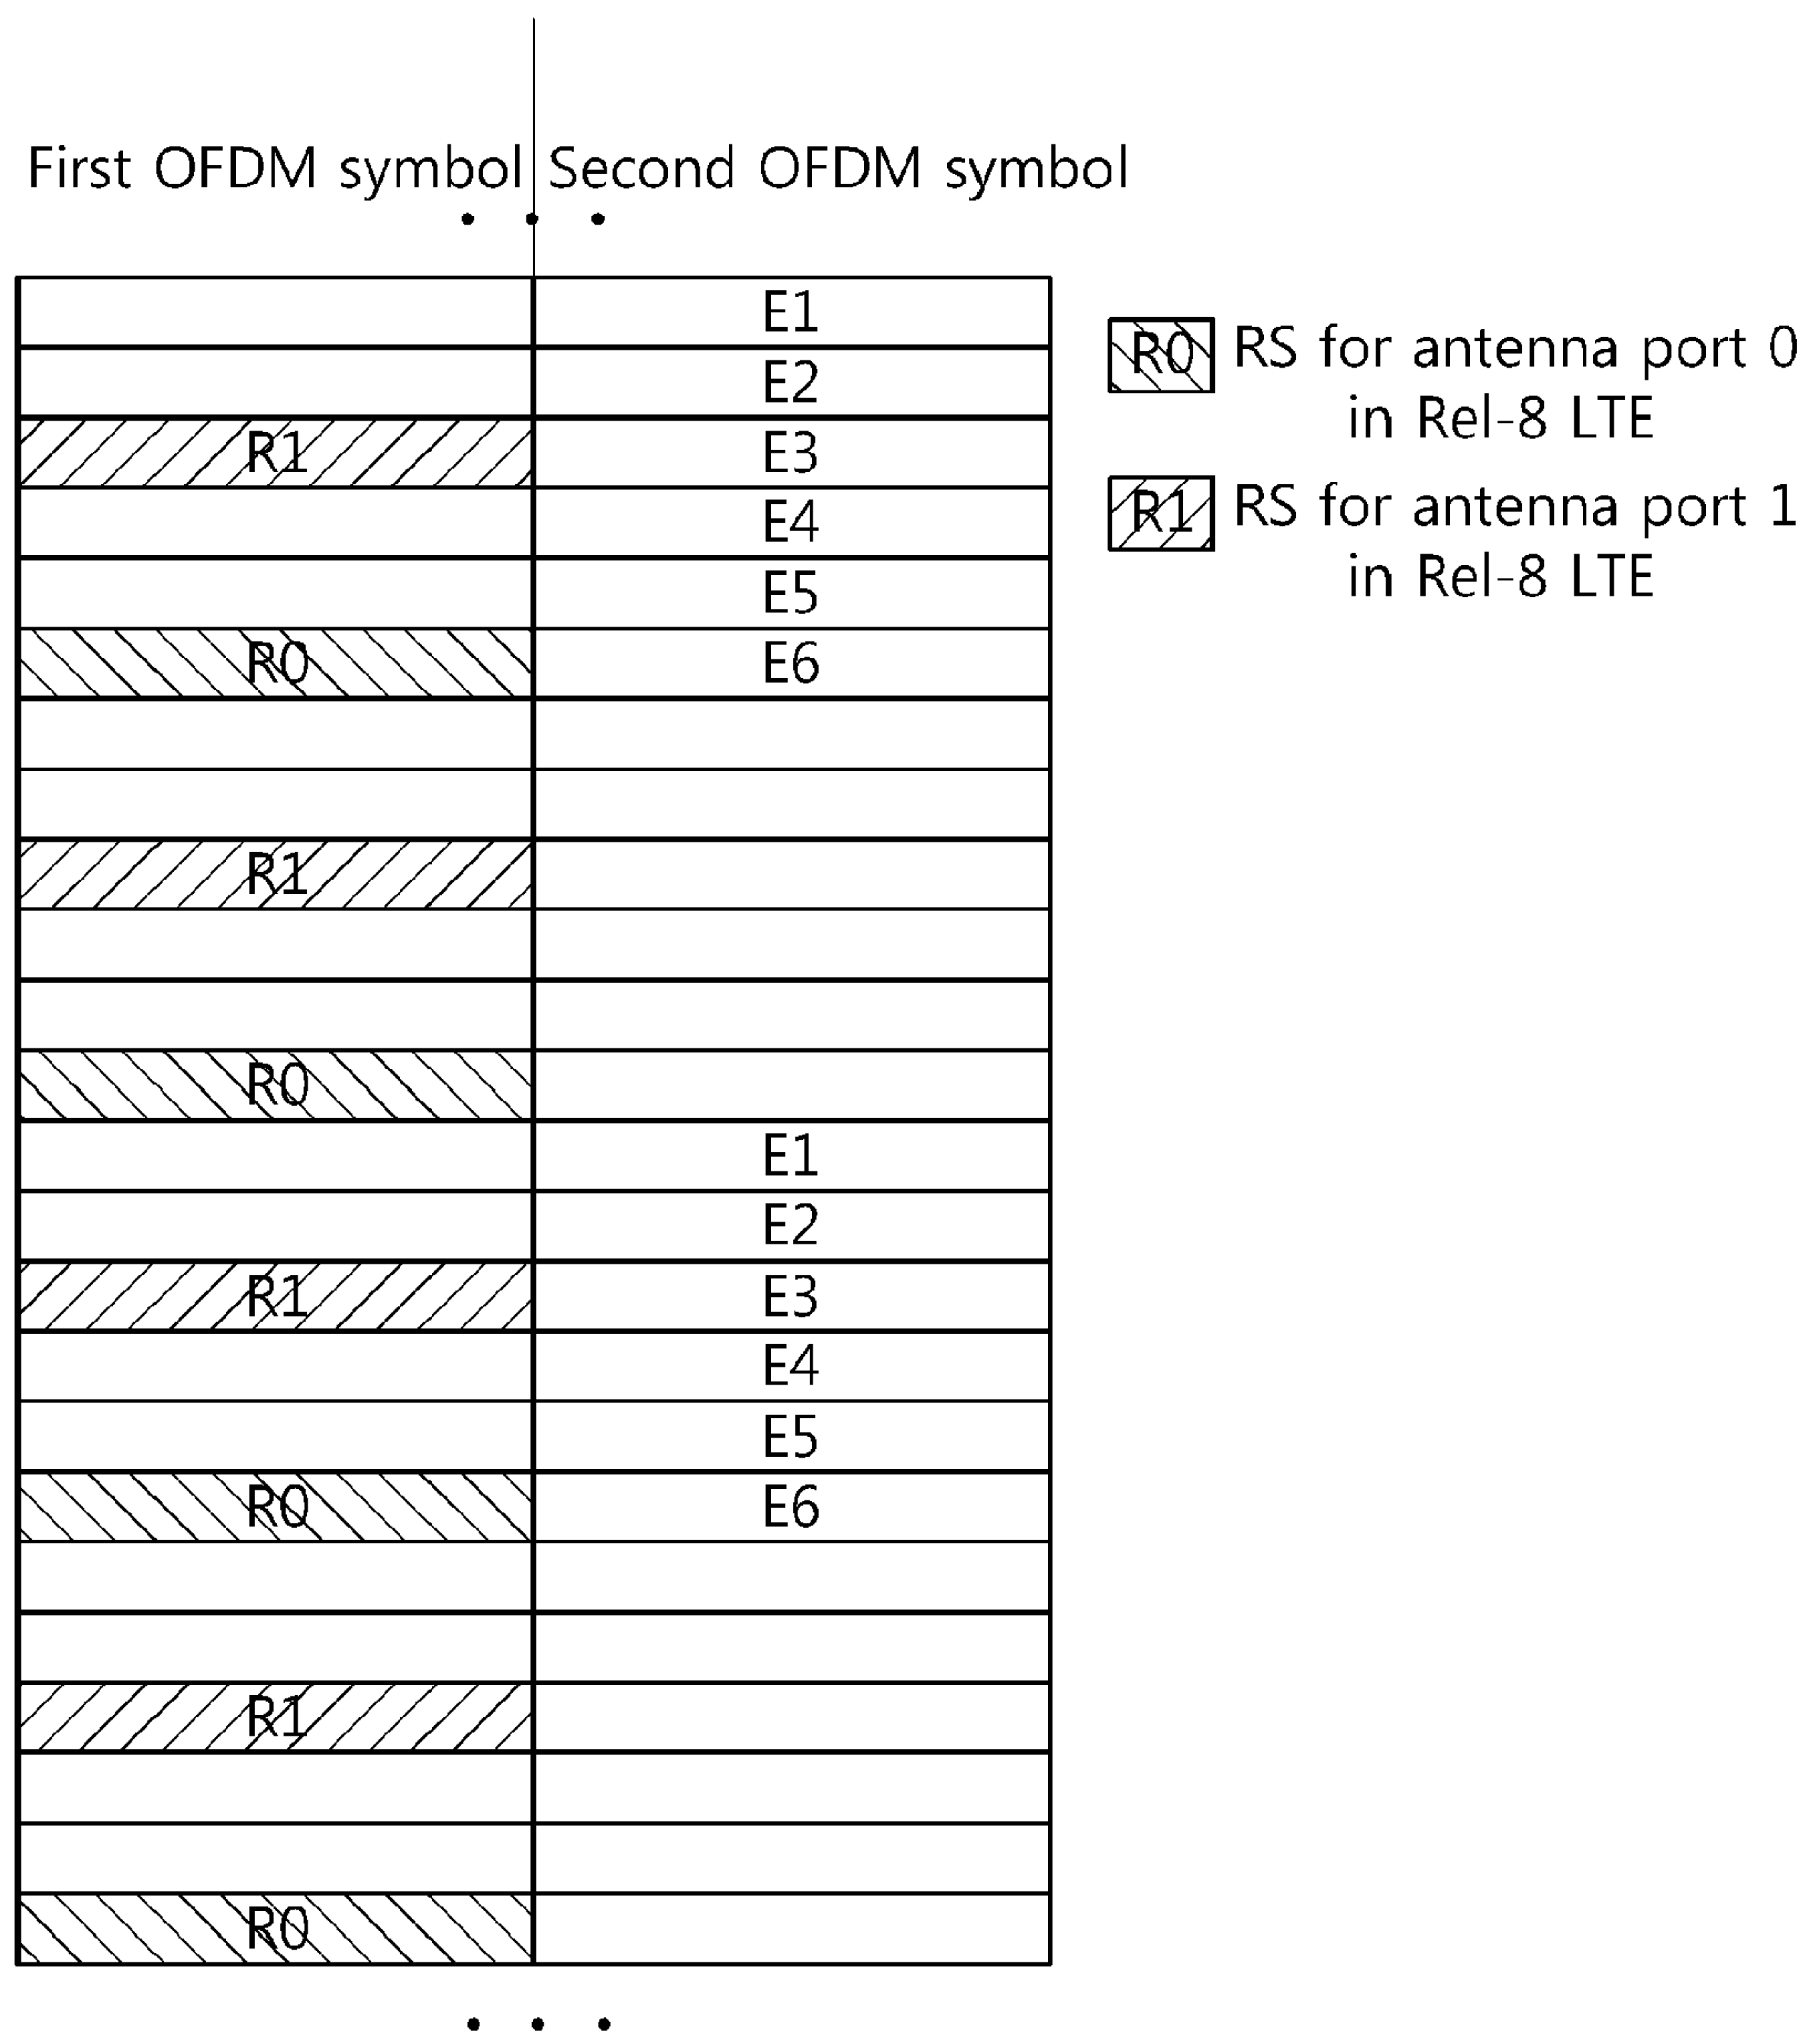 First OFDM symbol Second OFDM symbol
. . .
E1
E2
R1 E3
E4
E5
R0 E6
R1
R0
E1
E2
R1 E3
E4
E5
R0 E6
R1
R0
. . .
R0 RS for antenna port 0
in Rel-8 LTE
R1 RS for antenna port 1
in Rel-8 LTE